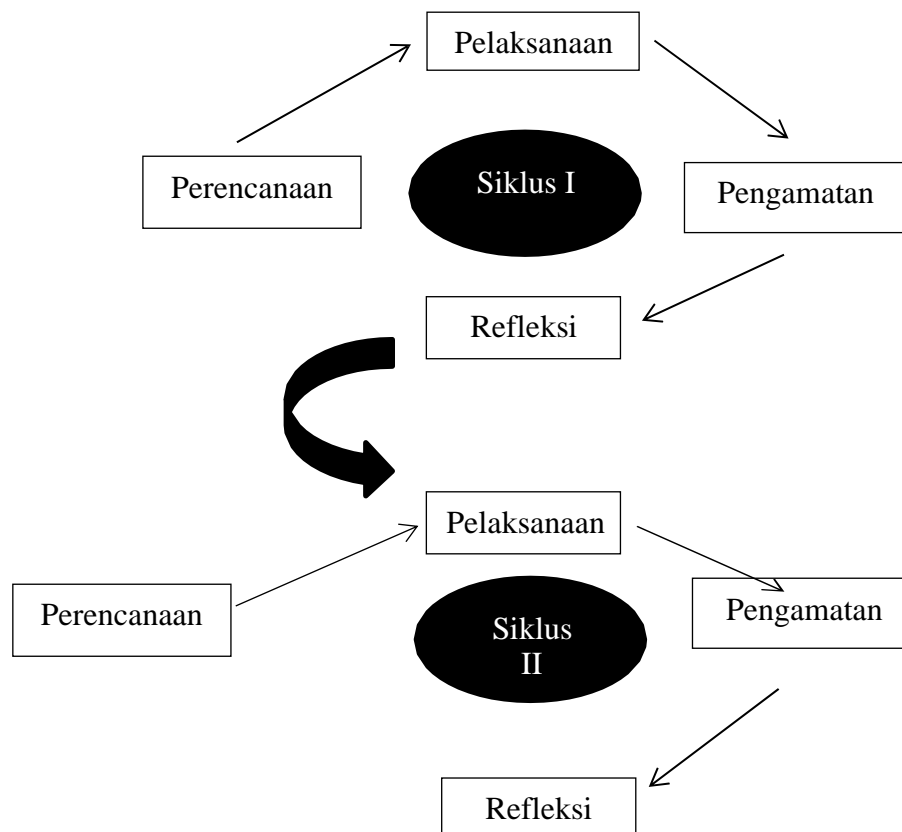 Pelaksanaan
Perencanaan
Siklus I
Pengamatan
Refleksi
Pelaksanaan
Perencanaan
Siklus
II
Pengamatan
Refleksi